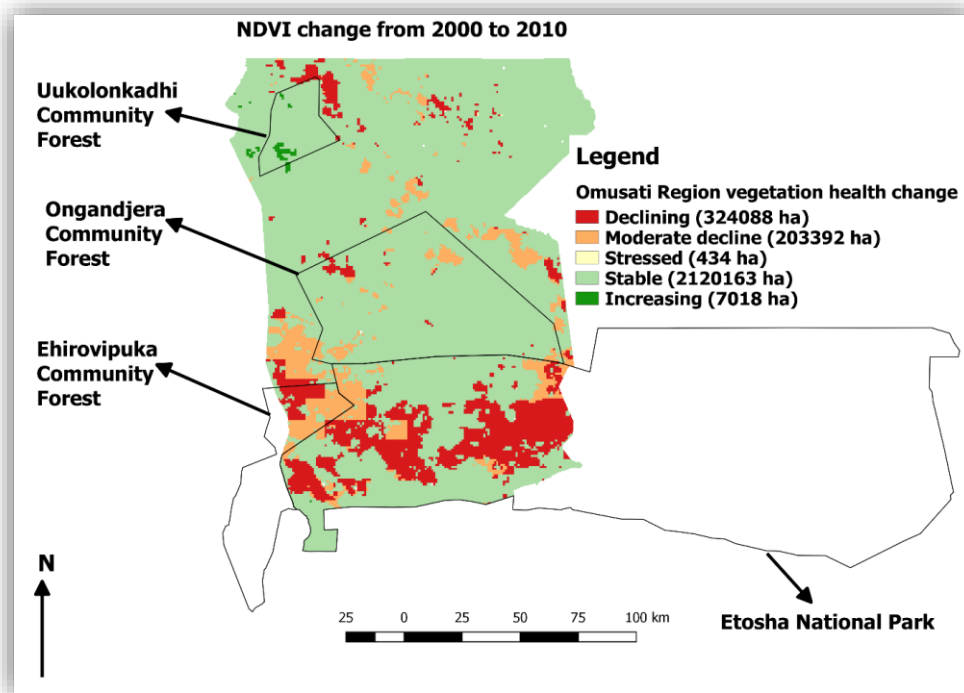 NDVI change from 2000 to 2010
Uukolonkadhi
Community
Forest
Ongandjera
Community
Forest
Ehirovipuka
Community
Forest
Legend
Omusati Region vegetation health change
Declining (324088 ha)
Moderate decline (203392 ha)
Stressed (434 ha)
Stable (2120163 ha)
Increasing (7018 ha)
N
25 0 25 50 75 100 km
Etosha National Park